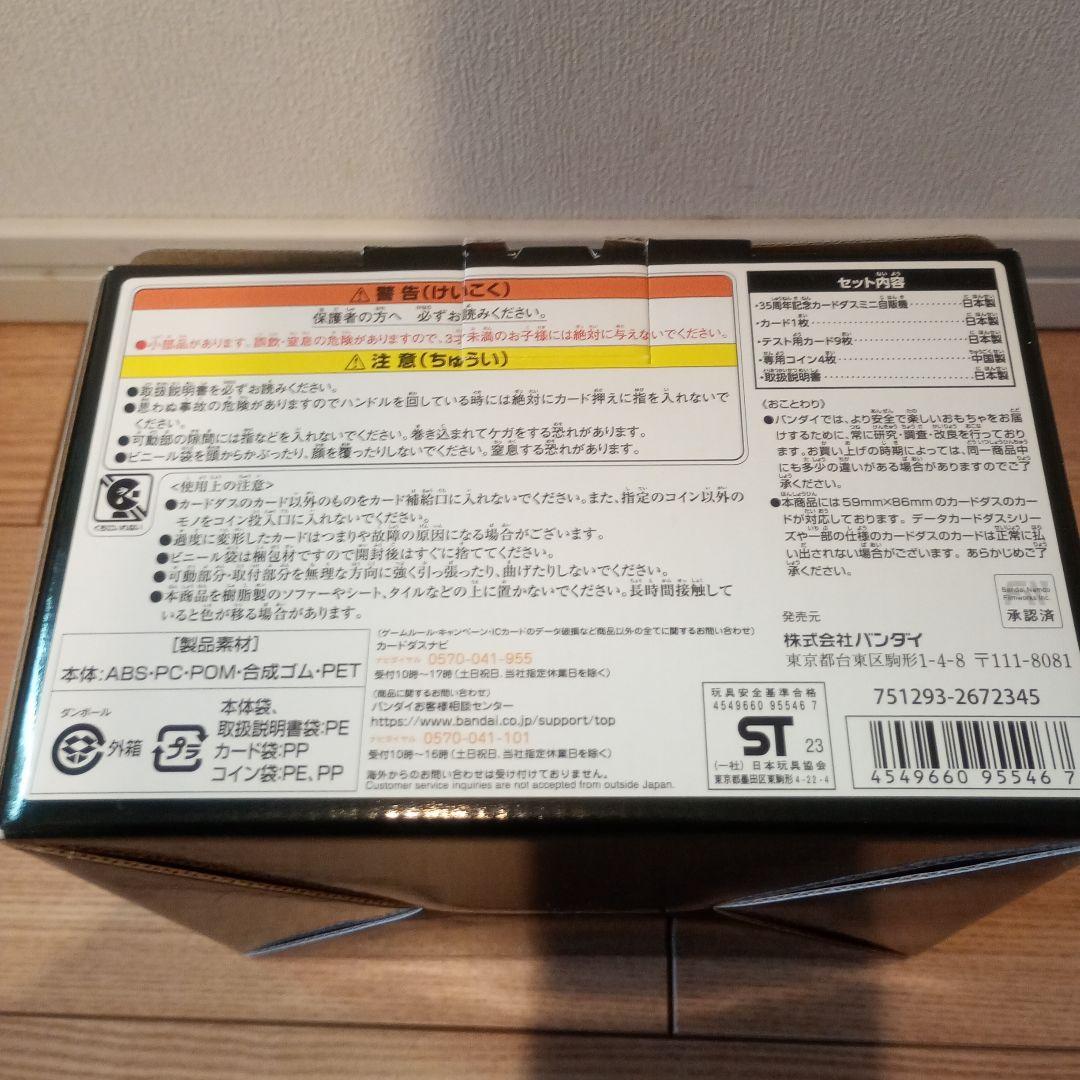 ⚠警告(けいこく)
保護者の方へ 必ずお読みください。
●小部品があります。誤飲・窒息の危険がありますので、3才未満のお子様には絶対に与えないでください。
⚠注意(ちゅうい)
●取扱説明書を必ずお読みください。
●思わぬ事故の危険がありますのでハンドルを回している時には絶対にカード押えに指を入れないで
ください。
●可動部の隙間には指などを入れないでください。巻き込まれてケガをする恐れがあります。
●ビニール袋を頭からかぶったり、顔を覆ったりしないでください。窒息する恐れがあります。
くちにいれない
<使用上の注意>
●カードダスのカード以外のものをカード補給口に入れないでください。また、指定のコイン以外の
モノをコイン投入口に入れないでください。
●過度に変形したカードはつまりや故障の原因になる場合がございます。
●ビニール袋は梱包材ですので開封後はすぐに捨ててください。
●可動部分・取付部分を無理な方向に強く引っ張ったり、曲げたりしないでください。
●本商品を樹脂製のソファーやシート、タイルなどの上に置かないでください。長時間接触して
いると色が移る場合があります。
[製品素材]
本体:ABS・PC・POM・合成ゴム・PET
ダンボール
外箱
プラ
本体袋、
取扱説明書袋:PE
カード袋:PP
コイン袋:PE、PP
(ゲームルール・キャンペーン・ICカードのデータ破損など商品以外の全てに関するお問い合わせ)
カードダスナビ
ナビダイヤル 0570-041-955
受付10時〜17時(土日祝日、当社指定休業日を除く)
(商品に関するお問い合わせ)
バンダイお客様相談センター
https://www.bandai.co.jp/support/top
ナビダイヤル 0570-041-101
受付10時〜16時(土日祝日、当社指定休業日を除く)
海外からのお問い合わせは受け付けておりません。
Customer service inquiries are not accepted from outside Japan.
セット内容
・35周年記念カードダスミニ自販機………日本製
・カード1枚………日本製
・テスト用カード9枚………日本製
・専用コイン4枚………中国製
・取扱説明書………日本製
〈おことわり〉
●バンダイでは、より安全で楽しいおもちゃをお届
けするために、常に研究・調査・改良を行っており
ます。お買い上げの時期によっては、同一商品中
にも多少の違いがある場合がありますのでご了
承ください。
●本商品には59mm×86mmのカードダスのカー
ドが対応しております。データカードダスシリー
ズや一部の仕様のカードダスのカードは正常に払
い出されない場合がございます。あらかじめご了
承ください。
Bandai Namco
Filmworks Inc.
承認済
発売元
株式会社バンダイ
東京都台東区駒形1-4-8 〒111-8081
玩具安全基準合格
4549660 95546 7
ST 23
(一社)日本玩具協会
東京都墨田区東駒形4-22-4
751293-2672345
4549660 95546 7